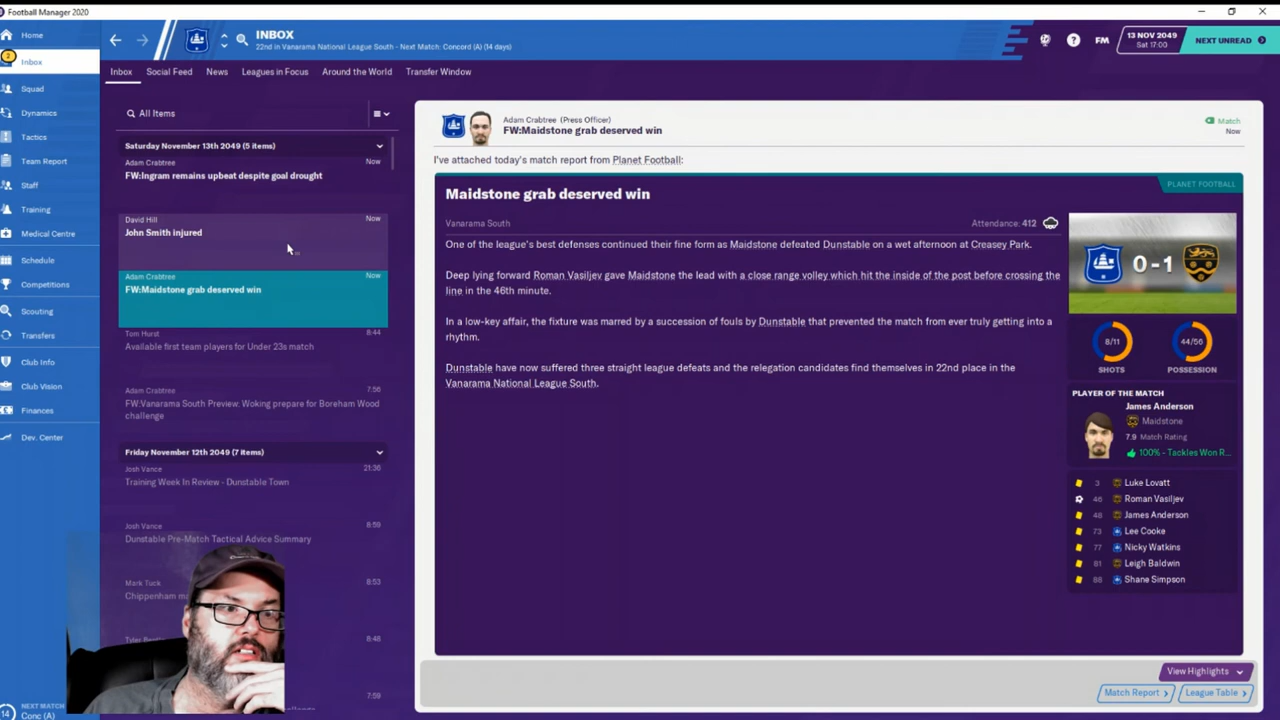 Football Manager 2020
Home
2
Inbox
Squad
Dynamics
Tactics
Team Report
Staff
Training
Medical Centre
Schedule
Competitions
Scouting
Transfers
Club Info
Club Vision
Finances
Dev. Center
NEXT MATCH
14
Conc (A)
INBOX
22nd in Vanarama National League South - Next Match: Concord (A) (14 days)
FM
13 NOV 2049
Sat 17:00
NEXT UNREAD
Inbox
Social Feed
News
Leagues in Focus
Around the World
Transfer Window
All Items
Saturday November 13th 2049 (5 items)
Adam Crabtree
Now
FW:Ingram remains upbeat despite goal drought
David Hill
Now
John Smith injured
Adam Crabtree
Now
FW:Maidstone grab deserved win
Tom Hurst
8:44
Available first team players for Under 23s match
Adam Crabtree
7:56
FW:Vanarama South Preview: Woking prepare for Boreham Wood
challenge
Friday November 12th 2049 (7 items)
Josh Vance
21:36
Training Week In Review - Dunstable Town
Josh Vance
8:59
Dunstable Pre-Match Tactical Advice Summary
Mark Tuck
8:53
Chippenham
8:48
7:59
Adam Crabtree (Press Officer)
FW:Maidstone grab deserved win
Match
Now
I've attached today's match report from Planet Football:
PLANET FOOTBALL
Maidstone grab deserved win
Vanarama South
Attendance: 412
One of the league's best defenses continued their fine form as Maidstone defeated Dunstable on a wet afternoon at Creasey Park.
Deep lying forward Roman Vasiljev gave Maidstone the lead with a close range volley which hit the inside of the post before crossing the
line in the 46th minute.
In a low-key affair, the fixture was marred by a succession of fouls by Dunstable that prevented the match from ever truly getting into a
rhythm.
Dunstable have now suffered three straight league defeats and the relegation candidates find themselves in 22nd place in the
Vanarama National League South.
0-1
8/11
SHOTS
44/56
POSSESSION
PLAYER OF THE MATCH
James Anderson
Maidstone
7.9 Match Rating
100% - Tackles Won R...
3 Luke Lovatt
46 Roman Vasiljev
48 James Anderson
73 Lee Cooke
77 Nicky Watkins
81 Leigh Baldwin
88 Shane Simpson
View Highlights
Match Report
League Table